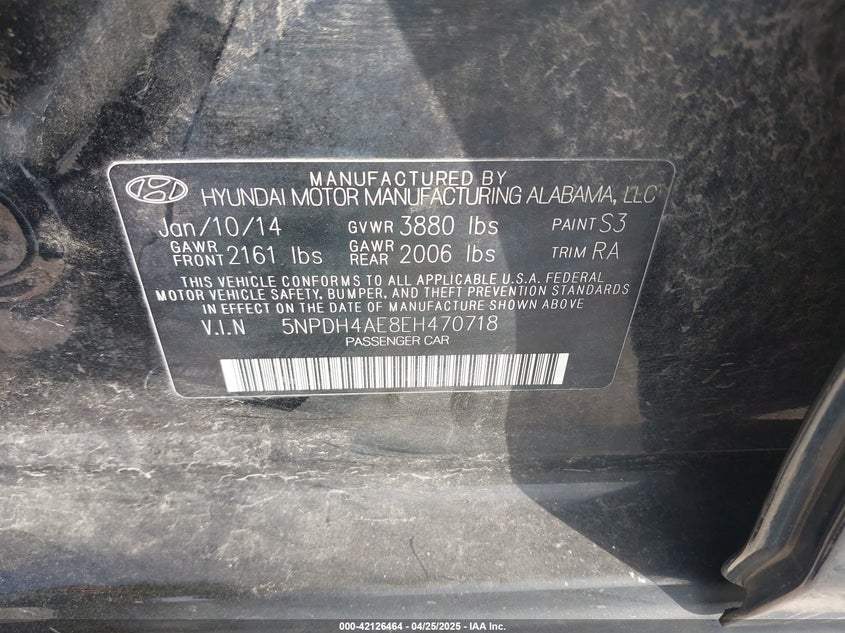 MANUFACTURED BY
HYUNDAI MOTOR MANUFACTURING ALABAMA, LLC
Jan/10/14 GVWR 3880 lbs PAINT S3
GAWR FRONT 2161 lbs GAWR REAR 2006 lbs TRIM RA
THIS VEHICLE CONFORMS TO ALL APPLICABLE U.S.A. FEDERAL
MOTOR VEHICLE SAFETY, BUMPER, AND THEFT PREVENTION STANDARDS
IN EFFECT ON THE DATE OF MANUFACTURE SHOWN ABOVE
V.I.N 5NPDH4AE8EH470718
PASSENGER CAR
000-42126464 - 04/25/2025 - IAA Inc.